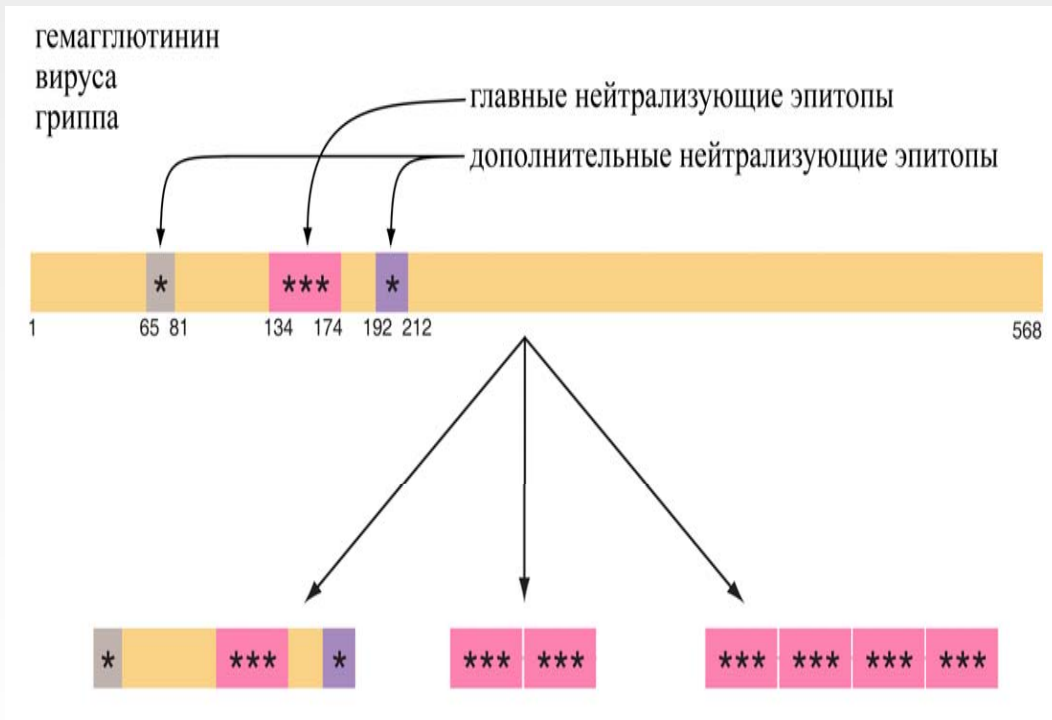 гемагглютинин
вируса
гриппа
главные нейтрализующие эпитопы
дополнительные нейтрализующие эпитопы
* *** *
1 65 81 134 174 192 212 568
* *** * *** *** *** *** *** ***